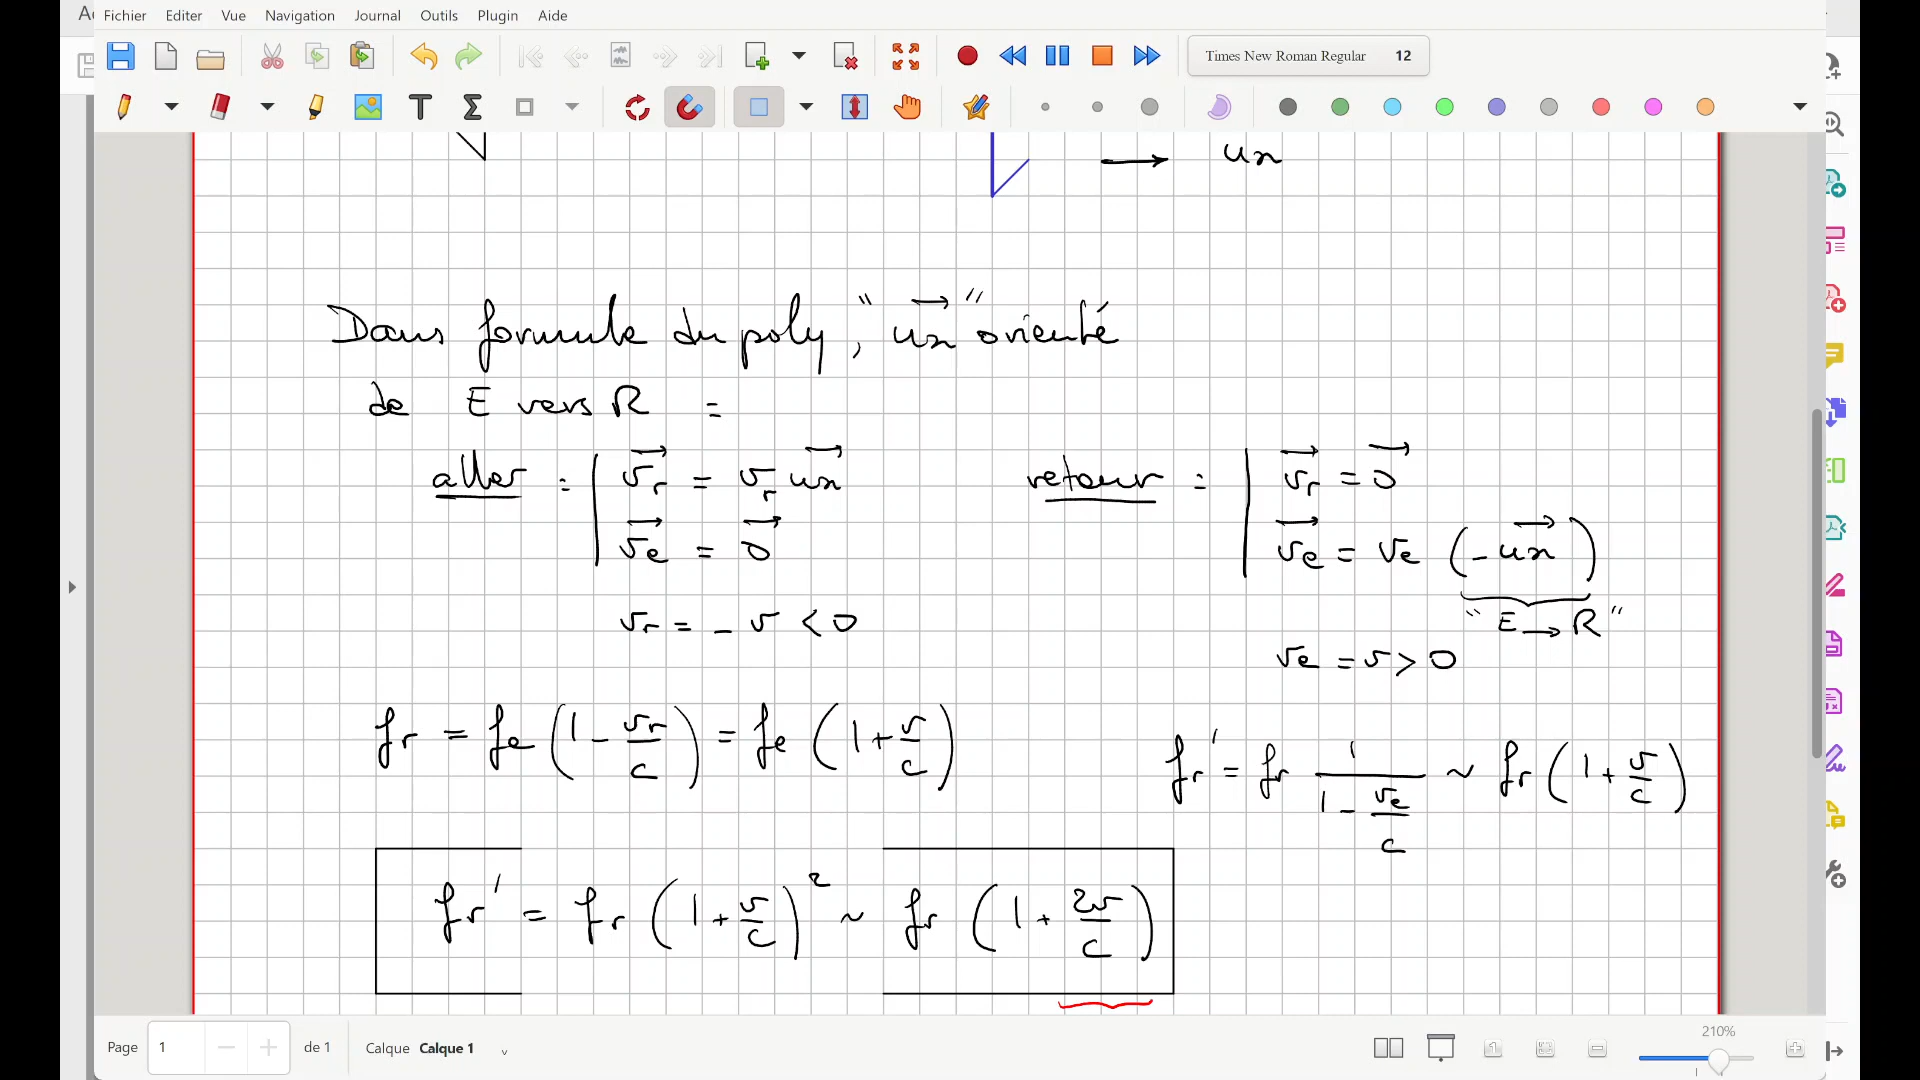 Fichier Editer Vue Navigation Journal Outils Plugin Aide
Times New Roman Regular 12
ux
Dans formule du poly, "ux" orienté
de E vers R :
aller : | vr = vr ux
ve = 0
vr = - v < 0
retour : | vr = 0
ve = ve (-ux)
"E → R"
ve = v > 0
fr = fe (1 - vr/c) = fe (1 + v/c)
fr' = fr 1/(1 - ve/c) ~ fr (1 + v/c)
fr' = fr (1 + v/c)² ~ fr (1 + 2v/c)
Page 1 de 1 Calque Calque 1
210%